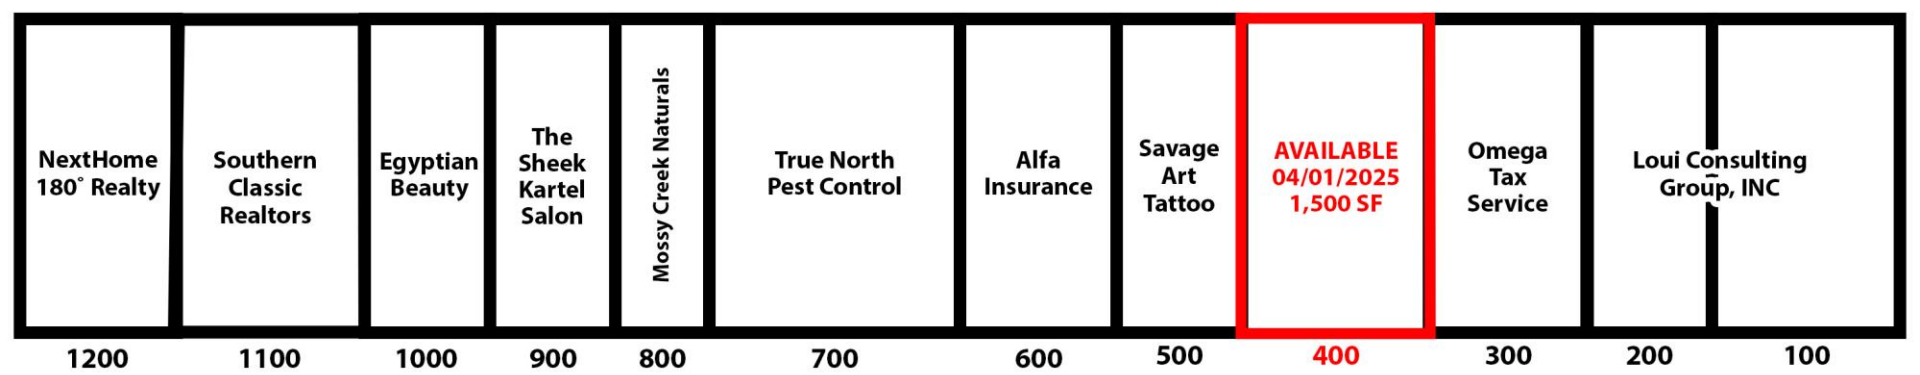 NextHome
180° Realty
Southern
Classic
Realtors
Egyptian
Beauty
The
Sheek
Kartel
Salon
Mossy Creek Naturals
True North
Pest Control
Alfa
Insurance
Savage
Art
Tattoo
AVAILABLE
04/01/2025
1,500 SF
Omega
Tax
Service
Loui Consulting
Group, INC
1200
1100
1000
900
800
700
600
500
400
300
200
100